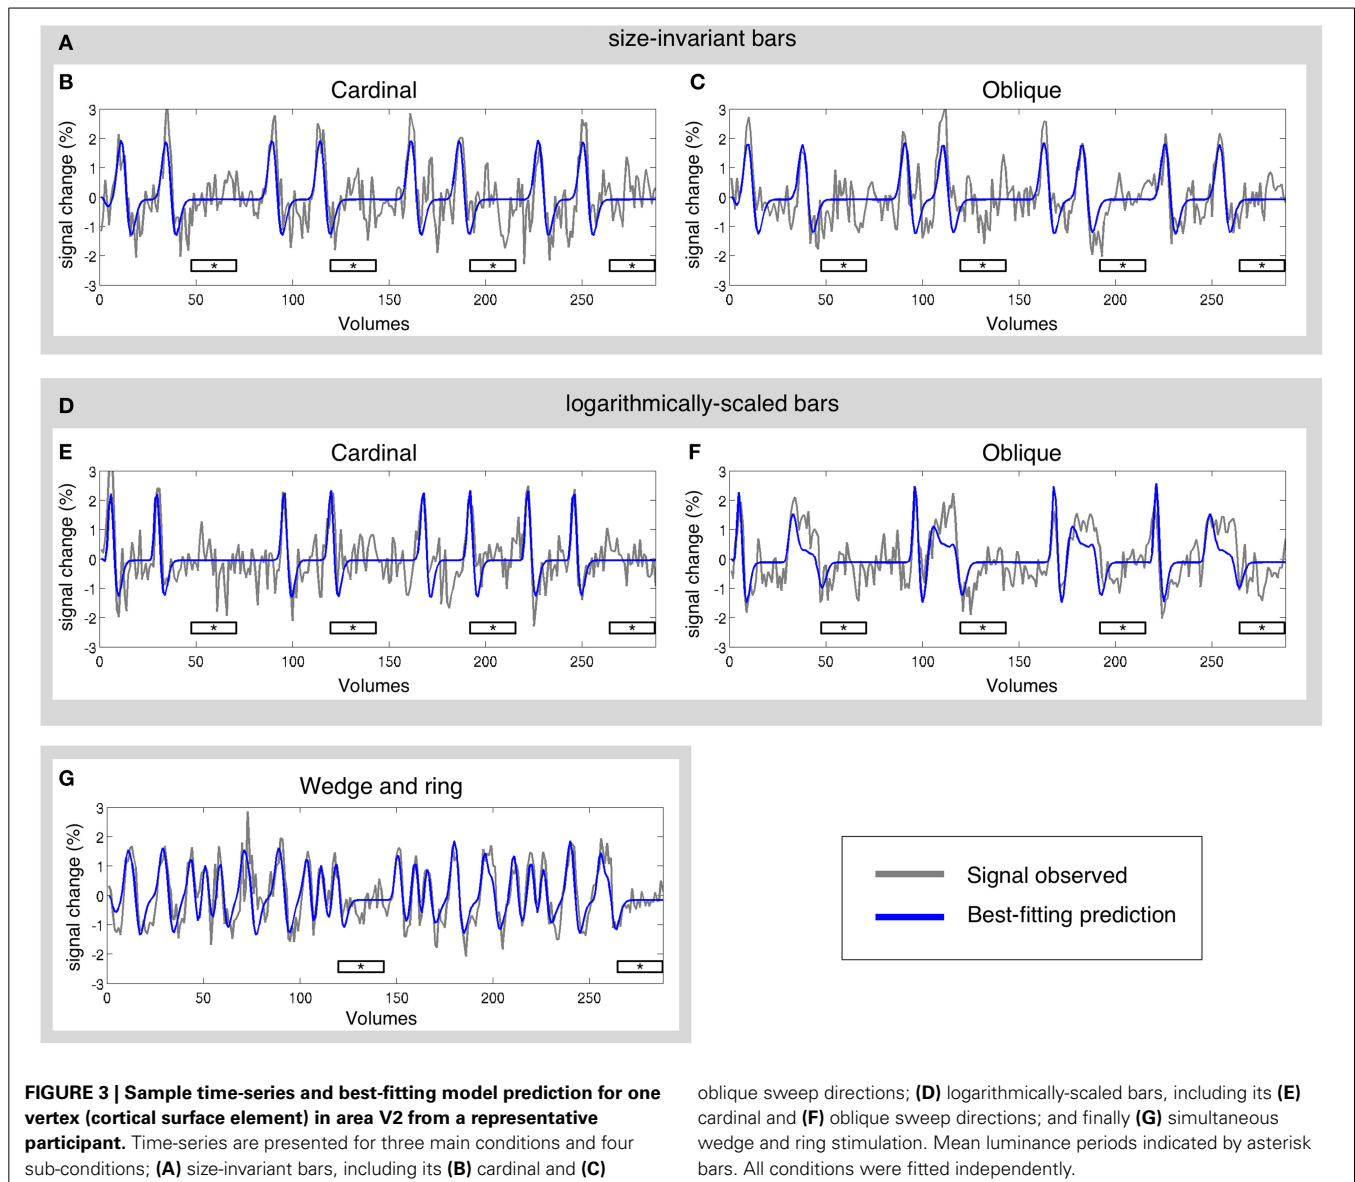 A
size-invariant bars
B
Cardinal
3
2
1
0
-1
-2
-3
signal change (%)
*
*
*
*
0
50
100
150
200
250
Volumes
C
Oblique
3
2
1
0
-1
-2
-3
signal change (%)
*
*
*
*
0
50
100
150
200
250
Volumes
D
logarithmically-scaled bars
E
Cardinal
3
2
1
0
-1
-2
-3
signal change (%)
*
*
*
*
0
50
100
150
200
250
Volumes
F
Oblique
3
2
1
0
-1
-2
-3
signal change (%)
*
*
*
*
0
50
100
150
200
250
Volumes
G
Wedge and ring
3
2
1
0
-1
-2
-3
signal change (%)
*
*
0
50
100
150
200
250
Volumes
Signal observed
Best-fitting prediction
FIGURE 3 | Sample time-series and best-fitting model prediction for one
vertex (cortical surface element) in area V2 from a representative
participant. Time-series are presented for three main conditions and four
sub-conditions; (A) size-invariant bars, including its (B) cardinal and (C)
oblique sweep directions; (D) logarithmically-scaled bars, including its (E)
cardinal and (F) oblique sweep directions; and finally (G) simultaneous
wedge and ring stimulation. Mean luminance periods indicated by asterisk
bars. All conditions were fitted independently.